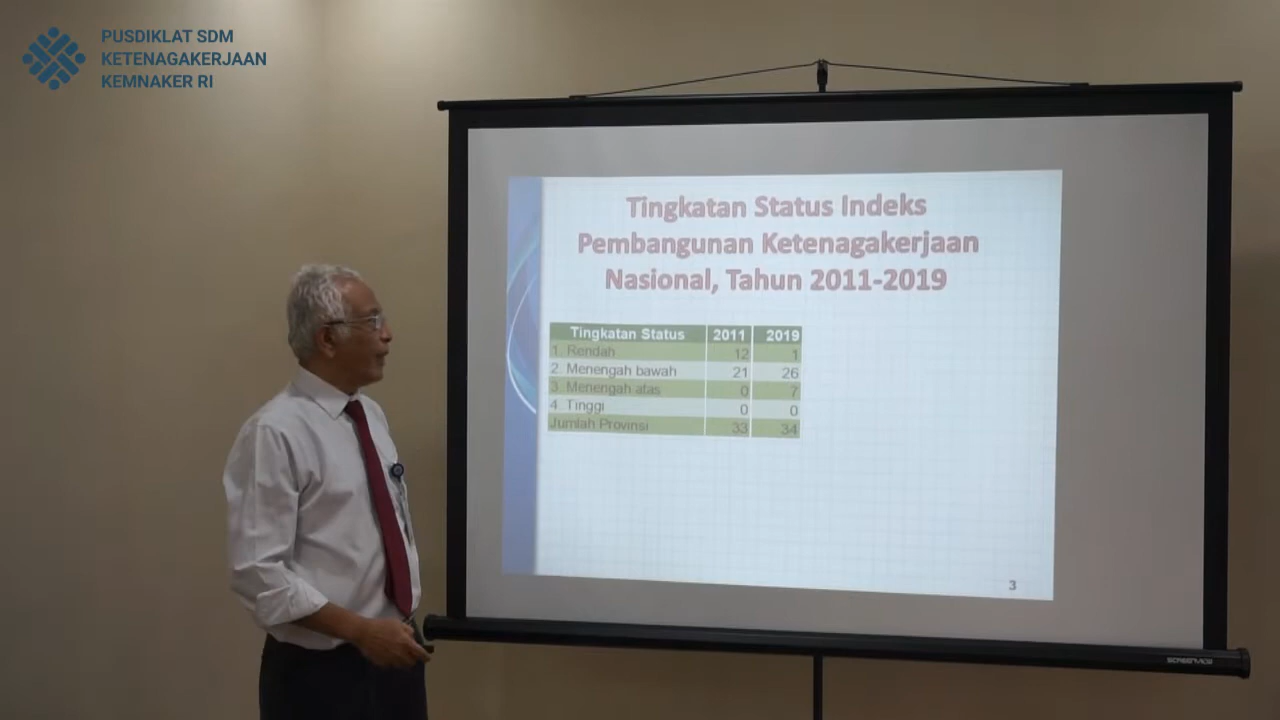 PUSDIKLAT SDM
KETENAGAKERJAAN
KEMNAKER RI
Tingkatan Status Indeks
Pembangunan Ketenagakerjaan
Nasional, Tahun 2011-2019
Tingkatan Status 2011 2019
1. Rendah 12 1
2. Menengah bawah 21 26
3. Menengah atas 0 7
4. Tinggi 0 0
Jumlah Provinsi 33 34
3